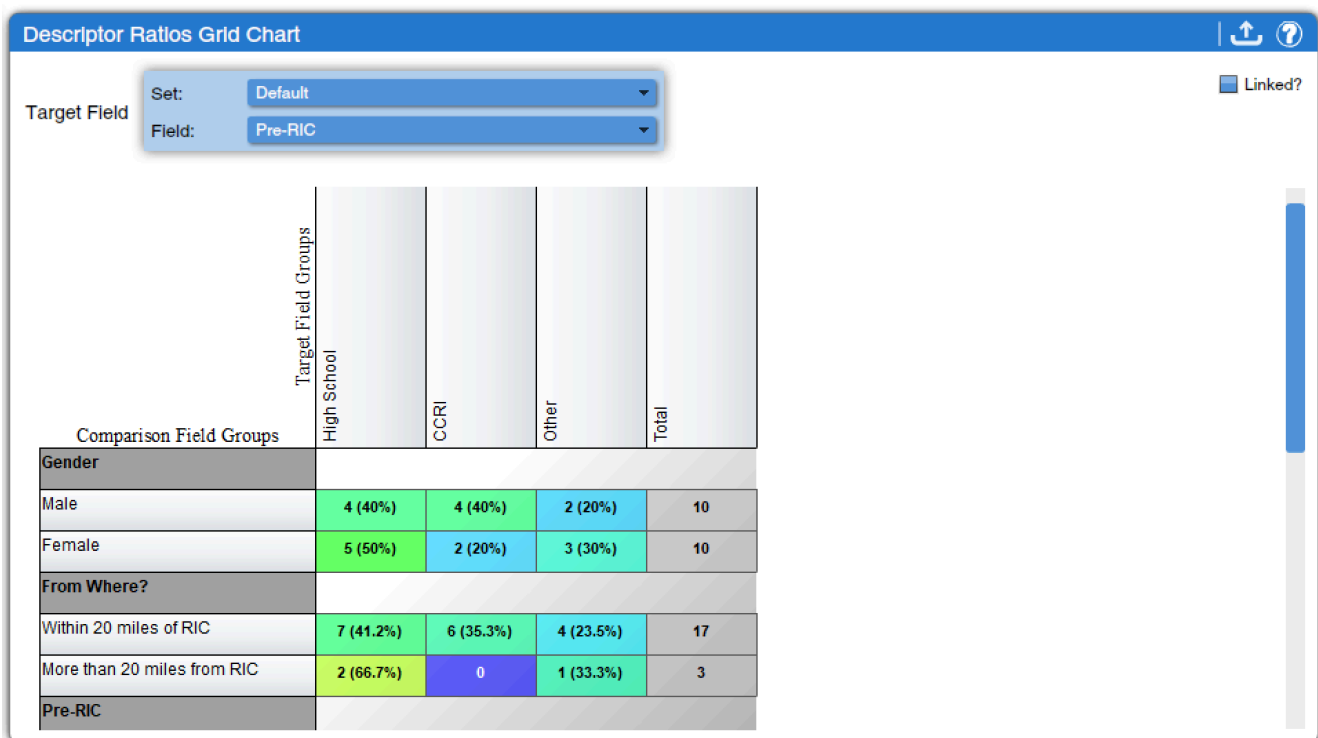 Descriptor Ratios Grid Chart
?
Linked?
Target Field
Set: Default
Field: Pre-RIC
Target Field Groups
Comparison Field Groups
High School CCRI Other Total
Gender
Male 4 (40%) 4 (40%) 2 (20%) 10
Female 5 (50%) 2 (20%) 3 (30%) 10
From Where?
Within 20 miles of RIC 7 (41.2%) 6 (35.3%) 4 (23.5%) 17
More than 20 miles from RIC 2 (66.7%) 0 1 (33.3%) 3
Pre-RIC